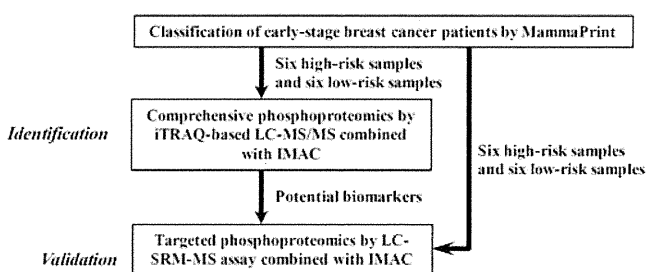 Classification of early-stage breast cancer patients by MammaPrint
Six high-risk samples
and six low-risk samples
Identification
Comprehensive phosphoproteomics by
iTRAQ-based LC-MS/MS combined
with IMAC
Six high-risk samples
and six low-risk samples
Potential biomarkers
Validation
Targeted phosphoproteomics by LC-
SRM-MS assay combined with IMAC